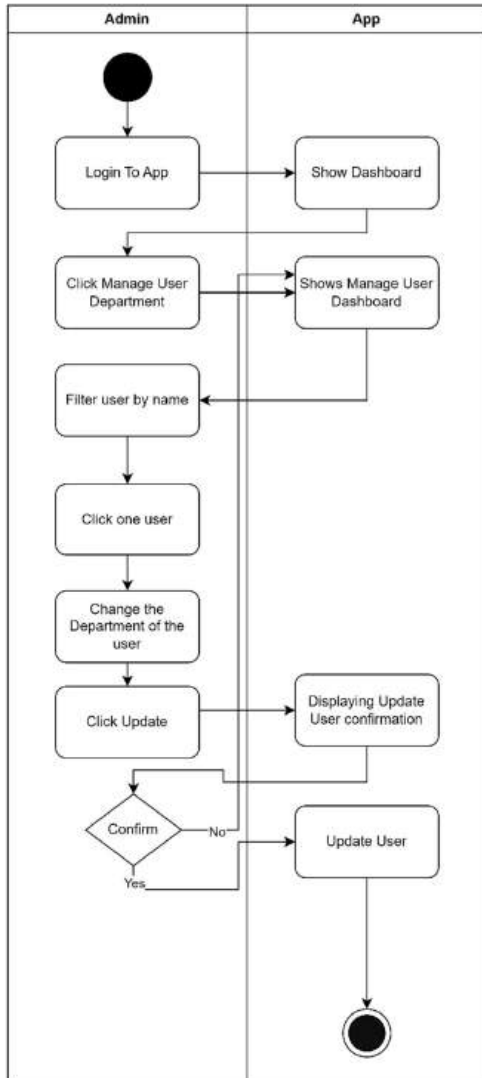 Admin
App
Login To App
Show Dashboard
Click Manage User
Department
Shows Manage User
Dashboard
Filter user by name
Click one user
Change the
Department of the
user
Click Update
Displaying Update
User confirmation
Confirm
No
Yes
Update User